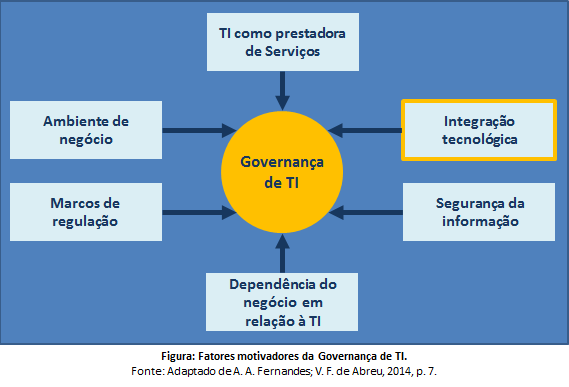 TI como prestadora
de Serviços
Ambiente de
negócio
Integração
tecnológica
Governança
de TI
Marcos de
regulação
Segurança da
informação
Dependência do
negócio em
relação à TI
Figura: Fatores motivadores da Governança de TI.
Fonte: Adaptado de A. A. Fernandes; V. F. de Abreu, 2014, p. 7.